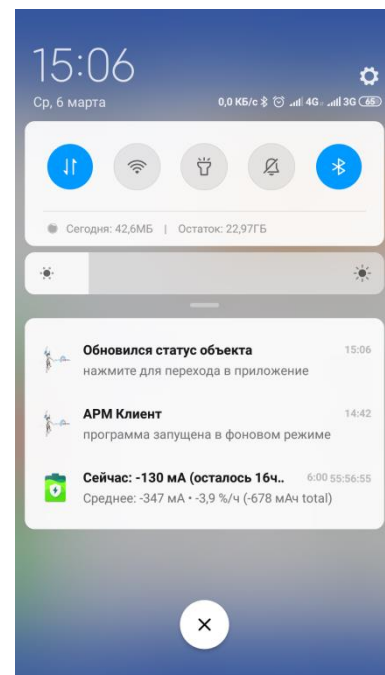 15:06
Ср, 6 марта
0,0 КБ/с 4G 3G 65
Сегодня: 42,6МБ | Остаток: 22,97ГБ
Обновился статус объекта 15:06
нажмите для перехода в приложение
АРМ Клиент 14:42
программа запущена в фоновом режиме
Сейчас: -130 мА (осталось 16ч.. 6:00 55:56:55
Среднее: -347 мА • -3,9 %/ч (-678 мАч total)